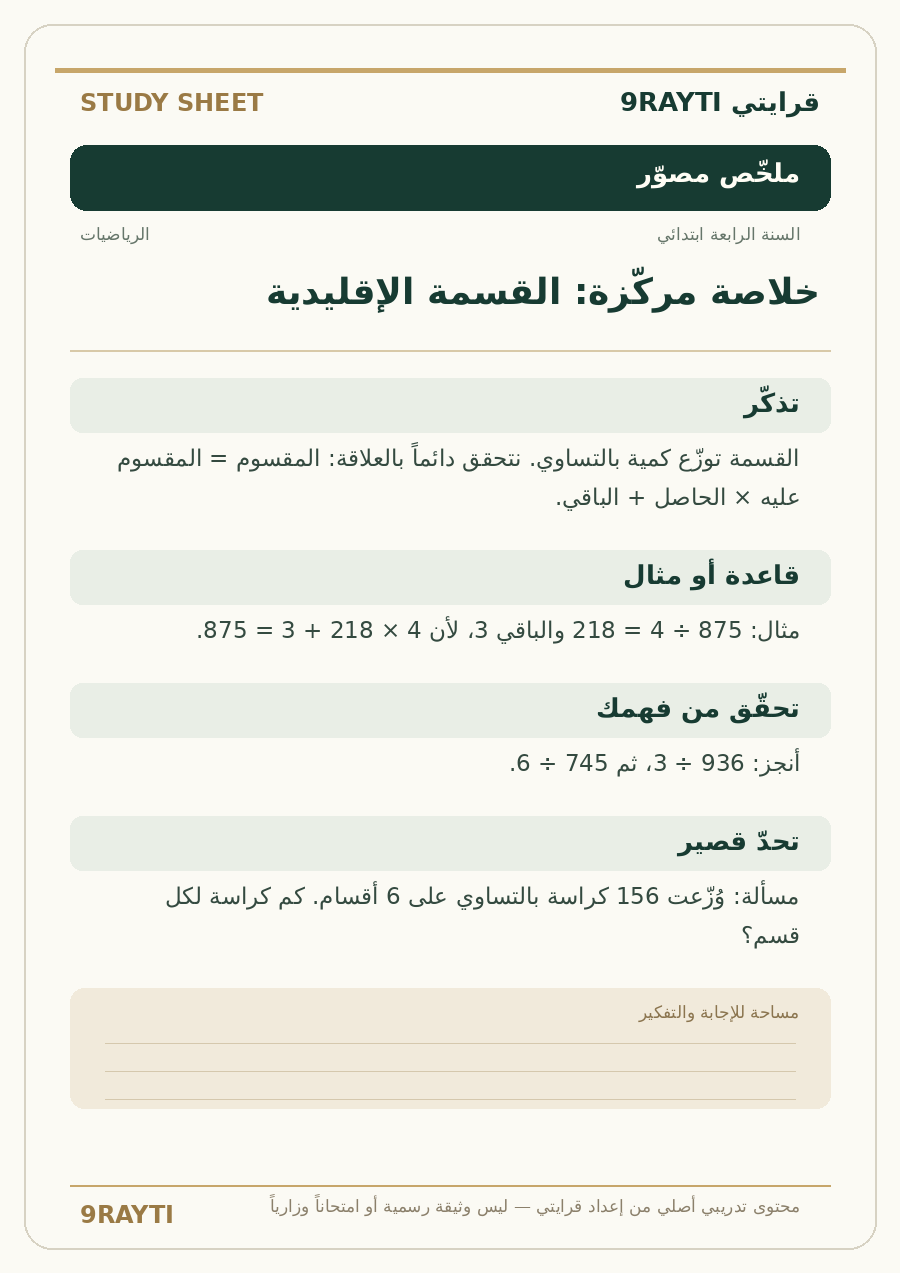 قرايتي 9RAYTI
STUDY SHEET
ملخّص مصوّر
السنة الرابعة ابتدائي
الرياضيات
خلاصة مركّزة: القسمة الإقليدية
تذكّر
القسمة توزّع كمية بالتساوي. نتحقق دائماً بالعلاقة: المقسوم = المقسوم
عليه × الحاصل + الباقي.
قاعدة أو مثال
مثال: 875 ÷ 4 = 218 والباقي 3، لأن 4 × 218 + 3 = 875.
تحقّق من فهمك
أنجز: 936 ÷ 3، ثم 745 ÷ 6.
تحدّ قصير
مسألة: وُزّعت 156 كراسة بالتساوي على 6 أقسام. كم كراسة لكل
قسم؟
مساحة للإجابة والتفكير
محتوى تدريبي أصلي من إعداد قرايتي — ليس وثيقة رسمية أو امتحاناً وزارياً
9RAYTI